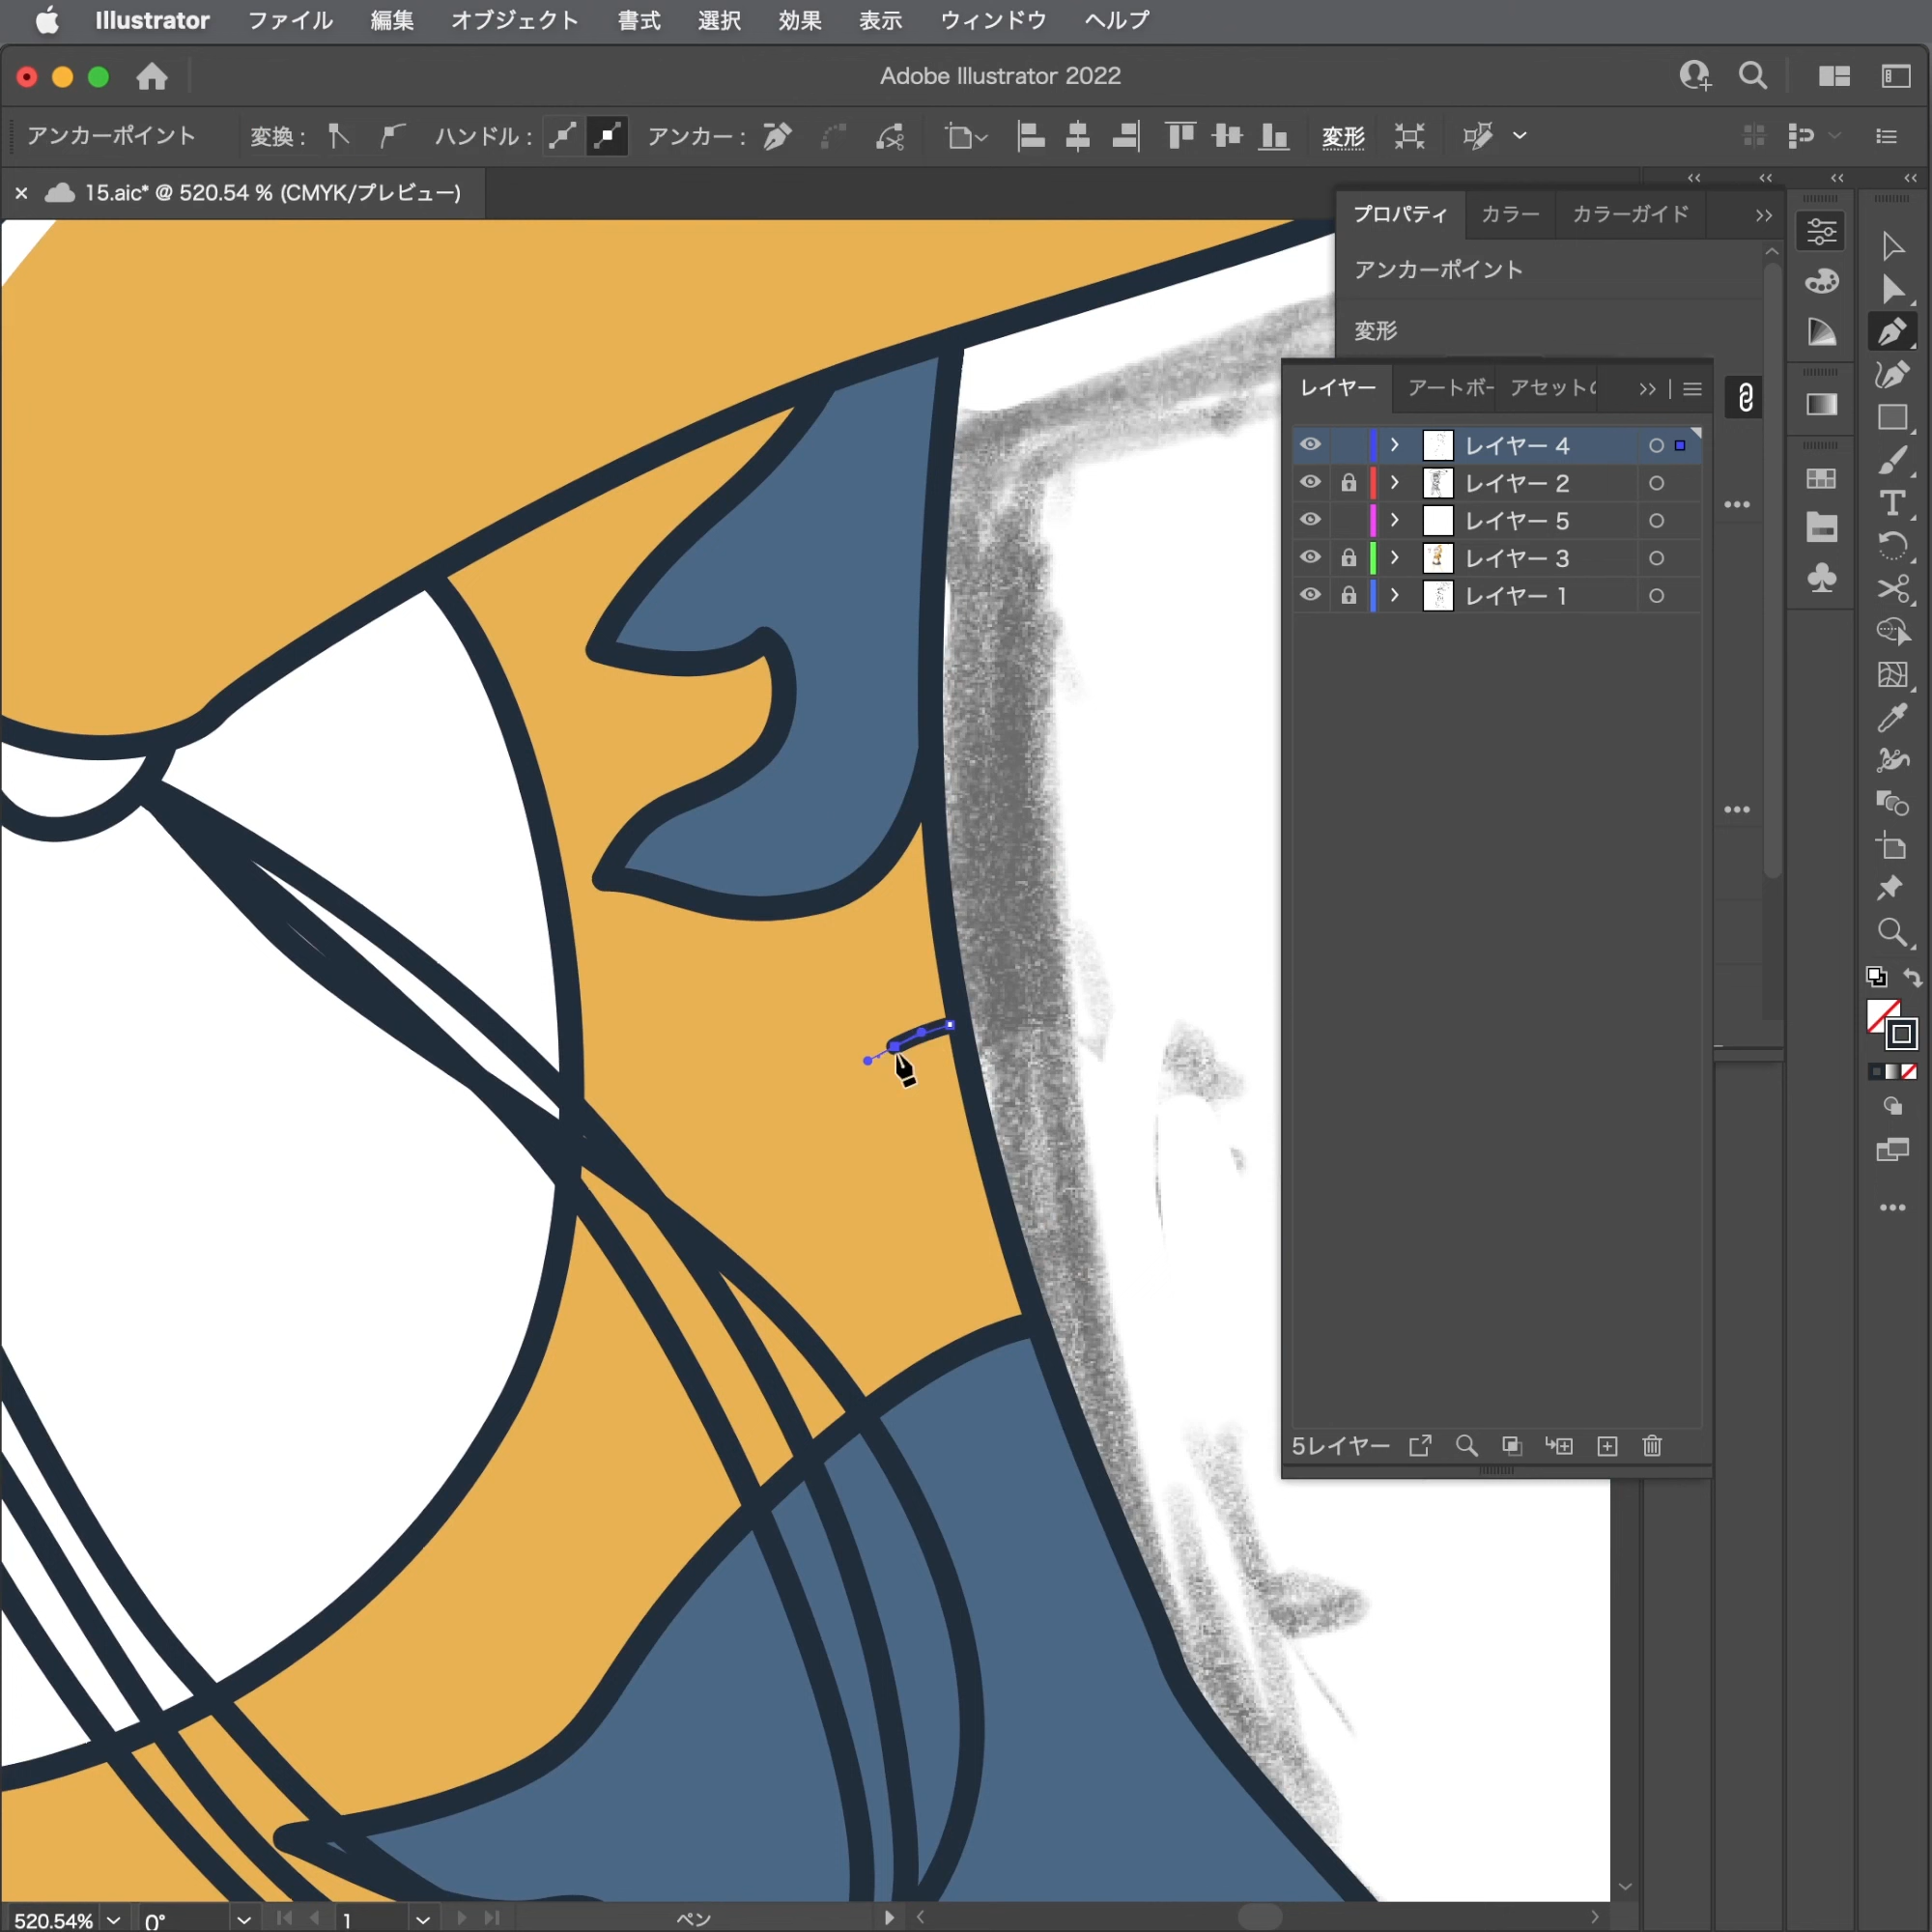 Illustrator ファイル 編集 オブジェクト 書式 選択 効果 表示 ウィンドウ ヘルプ
Adobe Illustrator 2022
アンカーポイント 変換： ハンドル： アンカー： 変形
15.aic* @ 520.54 % (CMYK/プレビュー)
プロパティ カラー カラーガイド
アンカーポイント
変形
レイヤー アートボー アセットの
レイヤー 4
レイヤー 2
レイヤー 5
レイヤー 3
レイヤー 1
5レイヤー
520.54% 0° 1 ペン